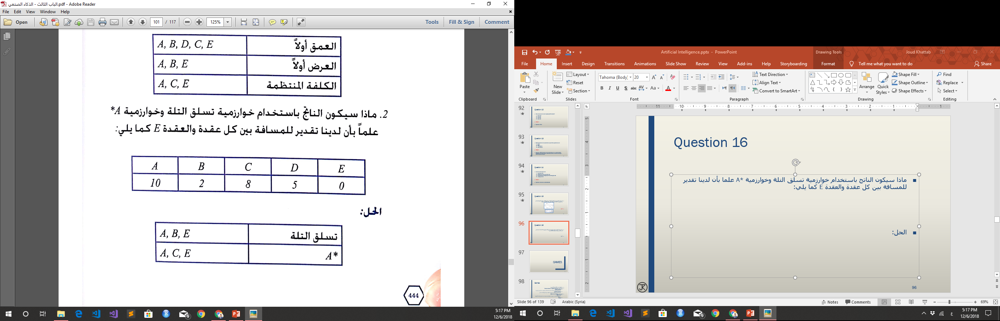 الباب الثالث - الذكاء الصنعي.pdf - Adobe Reader
File Edit View Window Help
Open 101 / 117 125% Tools Fill & Sign Comment
A, B, D, C, E العمق أولاً
A, B, E العرض أولاً
A, C, E الكلفة المنتظمة
2. ماذا سيكون الناتج باستخدام خوارزمية تسلق التلة وخوارزمية A*
علماً بأن لدينا تقدير للمسافة بين كل عقدة والعقدة E كما يلي:
A B C D E
10 2 8 5 0
الحل:
A, B, E تسلق التلة
A, C, E A*
444
5:17 PM
12/6/2018
Artificial Intelligence.pptx - PowerPoint
Drawing Tools
Joud Khattab
File Home Insert Design Transitions Animations Slide Show Review View Add-ins Help Storyboarding Format Tell me what you want to do Share
Paste
Clipboard
New Slide
Layout
Reset
Section
Slides
Tahoma (Body) 20
B I U S abc AV Aa A
Font
Text Direction
Align Text
Convert to SmartArt
Paragraph
Arrange
Quick Styles
Shape Fill
Shape Outline
Shape Effects
Drawing
Find
Replace
Select
Editing
92
93
94
95
96
97
GAMES
98
Games
Question 16
ماذا سيكون الناتج باستخدام خوارزمية تسلق التلة وخوارزمية A* علما بأن لدينا تقدير
للمسافة بين كل عقدة والعقدة E كما يلي:
الحل:
JK
96
Slide 96 of 139 Arabic (Syria) Notes Comments 69%
ع
5:17 PM
12/6/2018